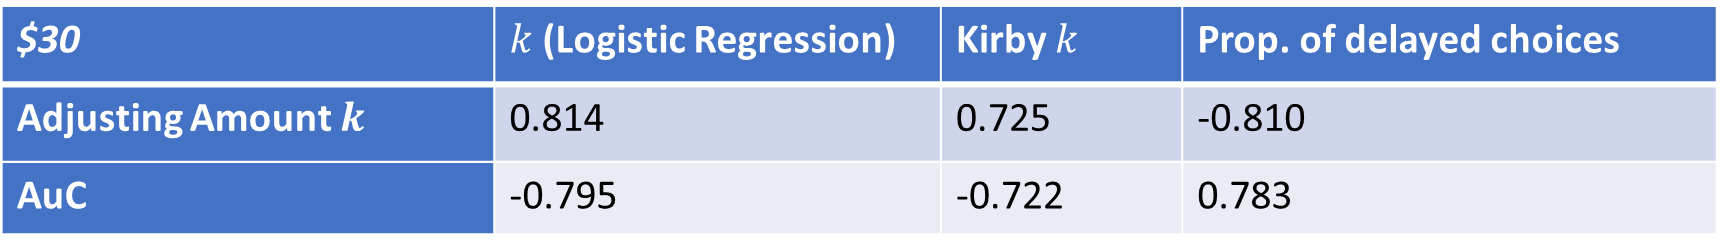 $30 k (Logistic Regression) Kirby k Prop. of delayed choices
Adjusting Amount k 0.814 0.725 -0.810
AuC -0.795 -0.722 0.783